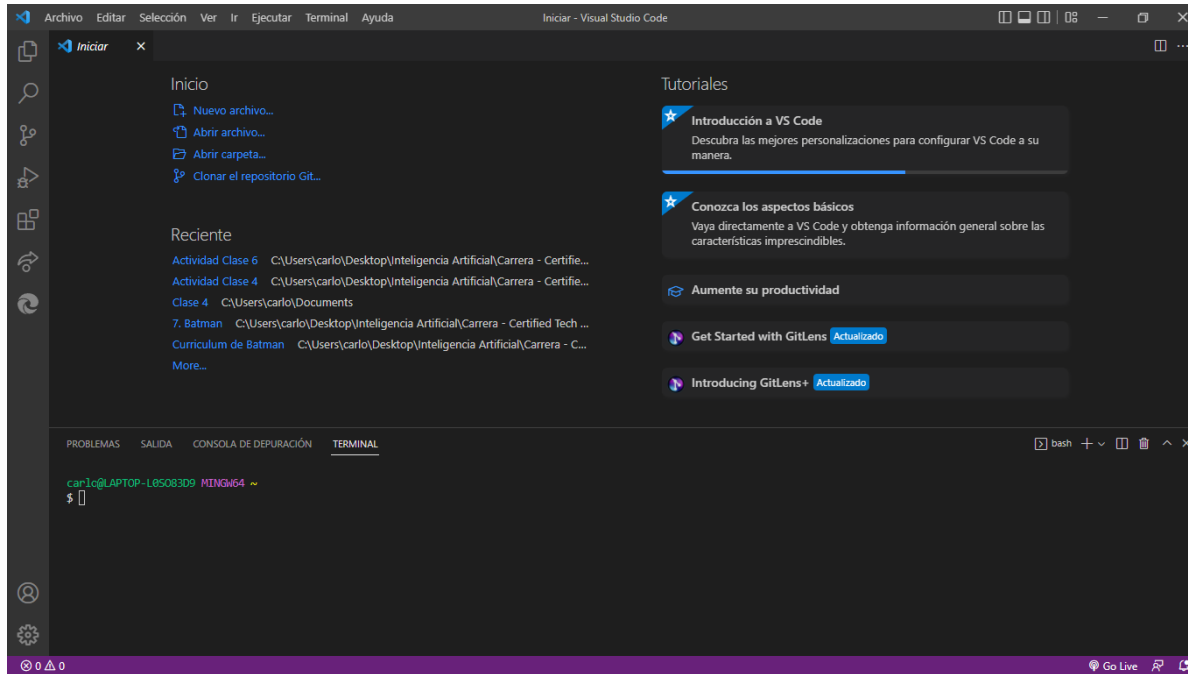 Archivo Editar Selección Ver Ir Ejecutar Terminal Ayuda
Iniciar - Visual Studio Code
Iniciar
Inicio
Nuevo archivo...
Abrir archivo...
Abrir carpeta...
Clonar el repositorio Git...
Reciente
Actividad Clase 6 C:\Users\carlo\Desktop\Inteligencia Artificial\Carrera - Certifie...
Actividad Clase 4 C:\Users\carlo\Desktop\Inteligencia Artificial\Carrera - Certifie...
Clase 4 C:\Users\carlo\Documents
7. Batman C:\Users\carlo\Desktop\Inteligencia Artificial\Carrera - Certified Tech ...
Curriculum de Batman C:\Users\carlo\Desktop\Inteligencia Artificial\Carrera - C...
More...
Tutoriales
Introducción a VS Code
Descubra las mejores personalizaciones para configurar VS Code a su
manera.
Conozca los aspectos básicos
Vaya directamente a VS Code y obtenga información general sobre las
características imprescindibles.
Aumente su productividad
Get Started with GitLens Actualizado
Introducing GitLens+ Actualizado
PROBLEMAS SALIDA CONSOLA DE DEPURACIÓN TERMINAL
bash
carlo@LAPTOP-L0SO83D9 MINGW64 ~
$
0 0
Go Live